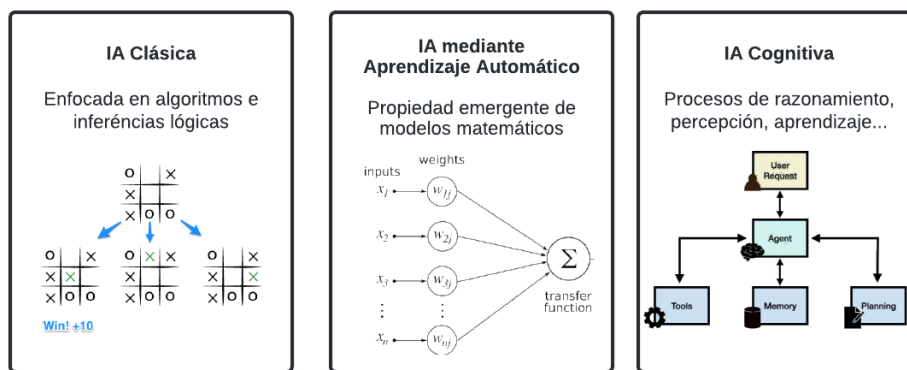 IA Clásica
Enfocada en algoritmos e
inferéncias lógicas
O X
X
X O O
O X
X X
X O O
O X X
X
X O O
O X
X X
X O O
Win! +10
IA mediante
Aprendizaje Automático
Propiedad emergente de
modelos matemáticos
weights
inputs
x1 w1j
x2 w2j
x3 w3j
Σ
transfer
function
⋮ ⋮
xn wnj
IA Cognitiva
Procesos de razonamiento,
percepción, aprendizaje...
User
Request
Agent
Tools
Memory
Planning